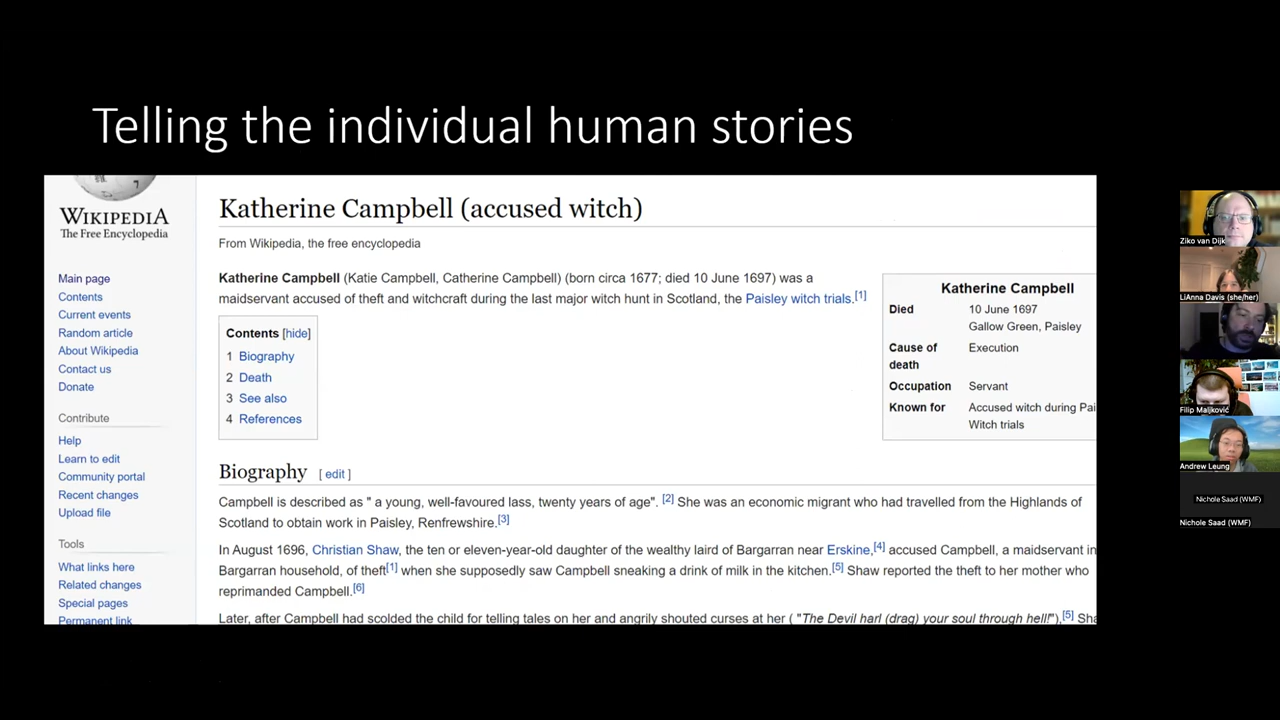 Telling the individual human stories
WIKIPEDIA
The Free Encyclopedia
Main page
Contents
Current events
Random article
About Wikipedia
Contact us
Donate
Contribute
Help
Learn to edit
Community portal
Recent changes
Upload file
Tools
What links here
Related changes
Special pages
Permanent link
Katherine Campbell (accused witch)
From Wikipedia, the free encyclopedia
Katherine Campbell (Katie Campbell, Catherine Campbell) (born circa 1677; died 10 June 1697) was a
maidservant accused of theft and witchcraft during the last major witch hunt in Scotland, the Paisley witch trials.[1]
Contents [hide]
1 Biography
2 Death
3 See also
4 References
Katherine Campbell
Died 10 June 1697
Gallow Green, Paisley
Cause of death Execution
Occupation Servant
Known for Accused witch during Pai
Witch trials
Biography [ edit ]
Campbell is described as " a young, well-favoured lass, twenty years of age". [2] She was an economic migrant who had travelled from the Highlands of
Scotland to obtain work in Paisley, Renfrewshire.[3]
In August 1696, Christian Shaw, the ten or eleven-year-old daughter of the wealthy laird of Bargarran near Erskine,[4] accused Campbell, a maidservant in
Bargarran household, of theft[1] when she supposedly saw Campbell sneaking a drink of milk in the kitchen.[5] Shaw reported the theft to her mother who
reprimanded Campbell.[6]
Later, after Campbell had scolded the child for telling tales on her and angrily shouted curses at her ( "The Devil harl (drag) your soul through hell!"),[5] Sha
Ziko van Dijk
LiAnna Davis (she/her)
Filip Maljković
Andrew Leung
Nichole Saad (WMF)
Nichole Saad (WMF)